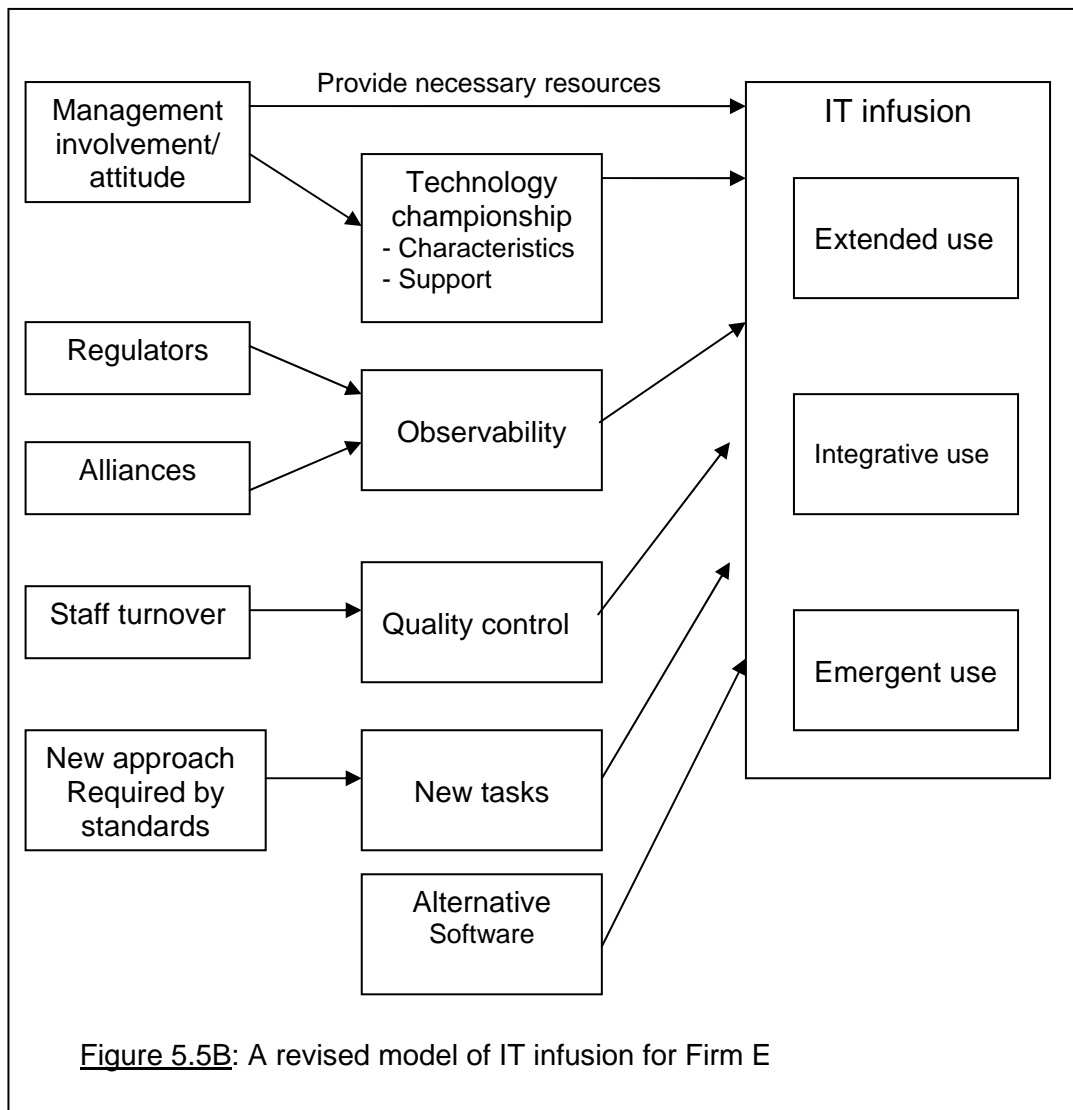 Provide necessary resources
Management
involvement/
attitude
IT infusion
Technology
championship
- Characteristics
- Support
Extended use
Regulators
Observability
Alliances
Integrative use
Staff turnover
Quality control
Emergent use
New approach
Required by
standards
New tasks
Alternative
Software
Figure 5.5B: A revised model of IT infusion for Firm E